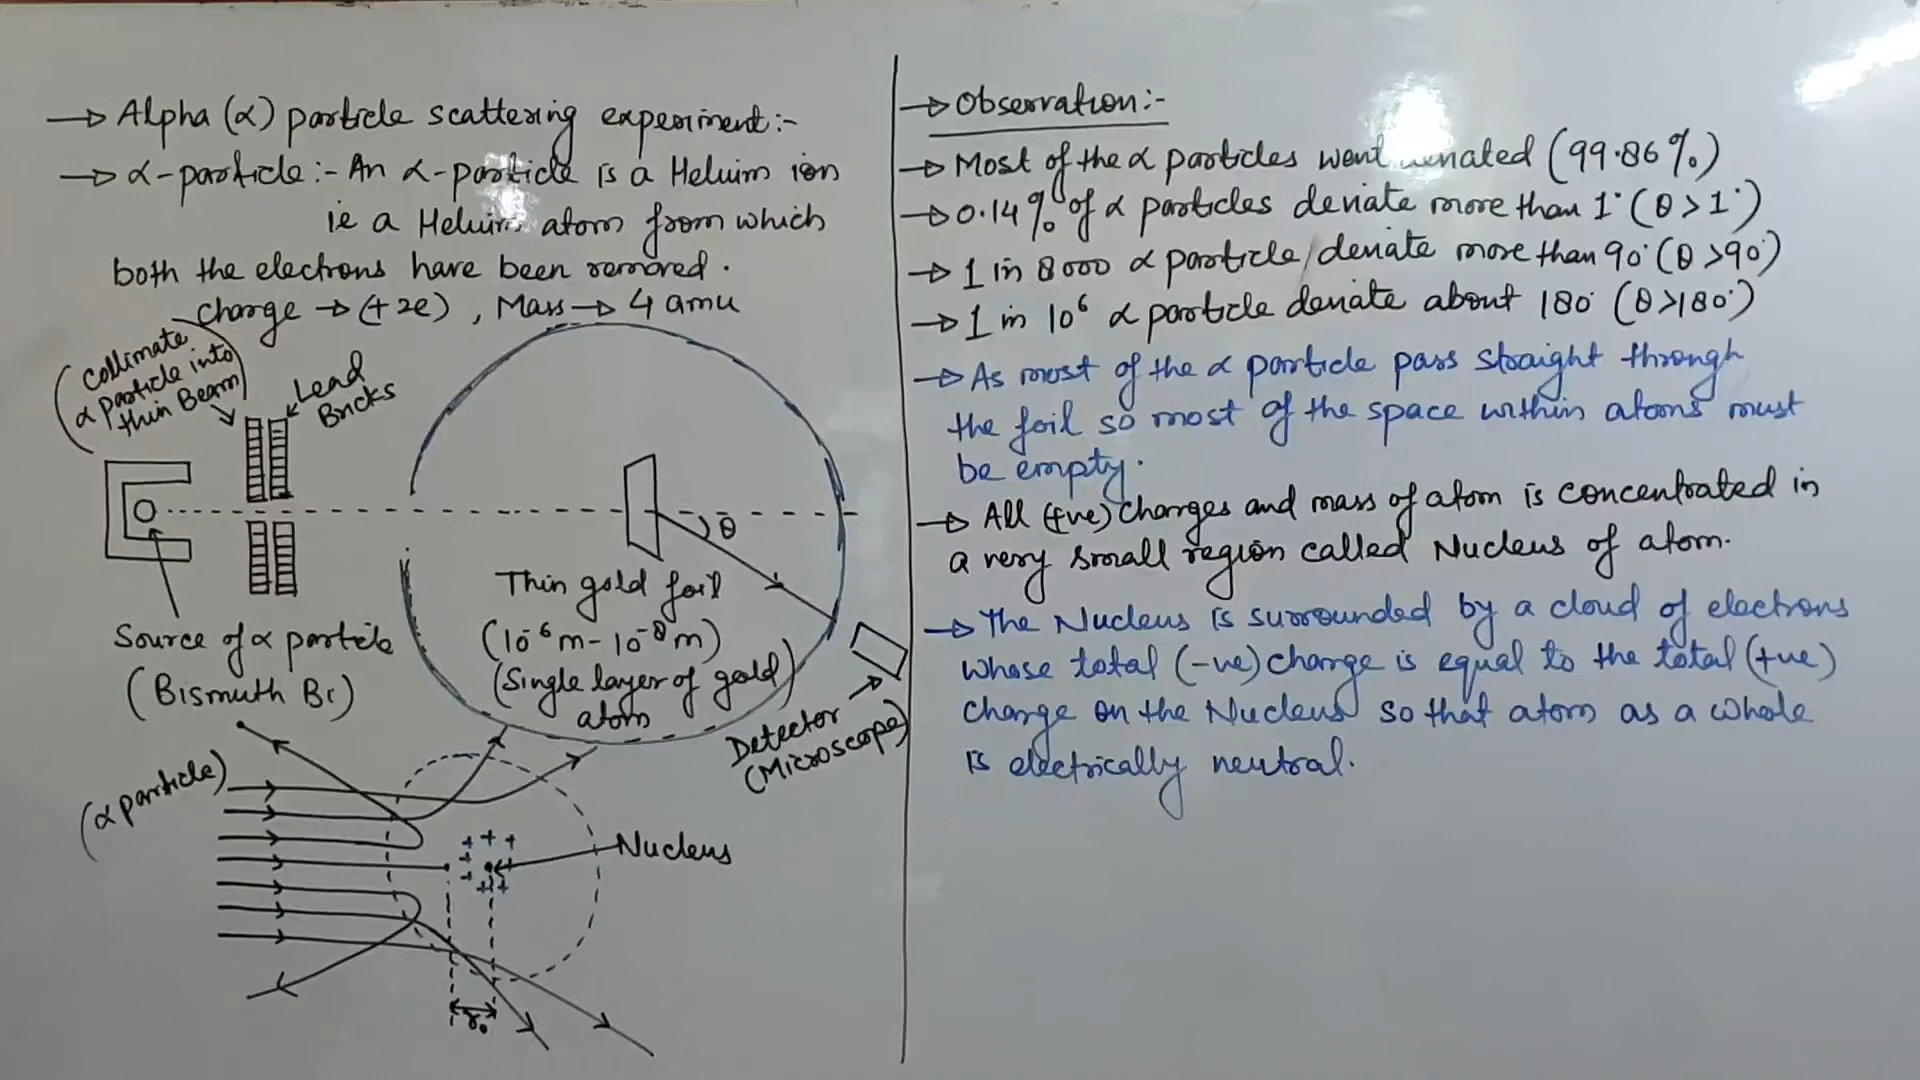 → Alpha (α) particle scattering experiment:-
→ α-particle:- An α-particle is a Helium ion
ie a Helium atom from which
both the electrons have been removed.
charge → (+2e), Mass → 4 amu
(Collimate
α particle into
thin Beam)
Lead
Bricks
θ
Thin gold foil
(10⁻⁶m-10⁻⁸m)
(Single layer of gold)
atom
Source of α particle
(Bismuth Bi)
Detector
(Microscope)
(α particle)
+ + +
+ +
+
+ +
Nucleus
r₀
→ Observation:-
→ Most of the α particles went (99.86%)
→ 0.14% of α particles deviate more than 1° (θ>1°)
→ 1 in 8000 α particle deviate more than 90° (θ>90°)
→ 1 in 10⁶ α particle deviate about 180° (θ>180°)
→ As most of the α particle pass straight through
the foil so most of the space within atoms must
be empty.
→ All (+ve) charges and mass of atom is concentrated in
a very small region called Nucleus of atom.
→ The Nucleus is surrounded by a cloud of electrons
whose total (-ve) charge is equal to the total (+ve)
charge on the Nucleus so that atom as a whole
is electrically neutral.